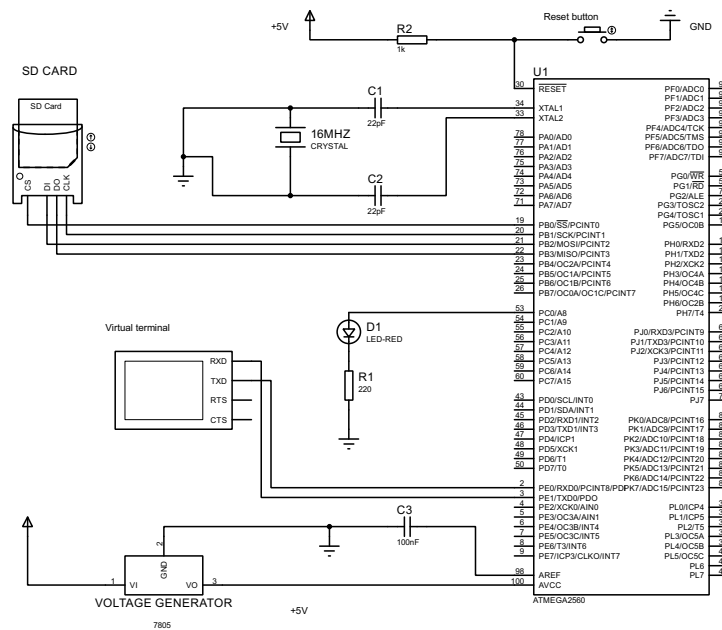 +5V
R2
1k
Reset button
GND
SD CARD
SD Card
CS
DI
DO
CLK
C1
22pF
16MHZ
CRYSTAL
C2
22pF
U1
30 RESET
34 XTAL1
33 XTAL2
78 PA0/AD0
77 PA1/AD1
76 PA2/AD2
75 PA3/AD3
74 PA4/AD4
73 PA5/AD5
72 PA6/AD6
71 PA7/AD7
19 PB0/SS/PCINT0
20 PB1/SCK/PCINT1
21 PB2/MOSI/PCINT2
22 PB3/MISO/PCINT3
23 PB4/OC2A/PCINT4
24 PB5/OC1A/PCINT5
25 PB6/OC1B/PCINT6
26 PB7/OC0A/OC1C/PCINT7
53 PC0/A8
54 PC1/A9
55 PC2/A10
56 PC3/A11
57 PC4/A12
58 PC5/A13
59 PC6/A14
60 PC7/A15
43 PD0/SCL/INT0
44 PD1/SDA/INT1
45 PD2/RXD1/INT2
46 PD3/TXD1/INT3
47 PD4/ICP1
48 PD5/XCK1
49 PD6/T1
50 PD7/T0
2 PE0/RXD0/PCINT8/PDI
3 PE1/TXD0/PDO
4 PE2/XCK0/AIN0
5 PE3/OC3A/AIN1
6 PE4/OC3B/INT4
7 PE5/OC3C/INT5
8 PE6/T3/INT6
9 PE7/ICP3/CLKO/INT7
98 AREF
100 AVCC
ATMEGA2560
PF0/ADC0
PF1/ADC1
PF2/ADC2
PF3/ADC3
PF4/ADC4/TCK
PF5/ADC5/TMS
PF6/ADC6/TDO
PF7/ADC7/TDI
PG0/WR
PG1/RD
PG2/ALE
PG3/TOSC2
PG4/TOSC1
PG5/OC0B
PH0/RXD2
PH1/TXD2
PH2/XCK2
PH3/OC4A
PH4/OC4B
PH5/OC4C
PH6/OC2B
PH7/T4
PJ0/RXD3/PCINT9
PJ1/TXD3/PCINT10
PJ2/XCK3/PCINT11
PJ3/PCINT12
PJ4/PCINT13
PJ5/PCINT14
PJ6/PCINT15
PJ7
PK0/ADC8/PCINT16
PK1/ADC9/PCINT17
PK2/ADC10/PCINT18
PK3/ADC11/PCINT19
PK4/ADC12/PCINT20
PK5/ADC13/PCINT21
PK6/ADC14/PCINT22
PK7/ADC15/PCINT23
PL0/ICP4
PL1/ICP5
PL2/T5
PL3/OC5A
PL4/OC5B
PL5/OC5C
PL6
PL7
D1
LED-RED
R1
220
Virtual terminal
RXD
TXD
RTS
CTS
C3
100nF
1
2
3
VI
GND
VO
VOLTAGE GENERATOR
7805
+5V